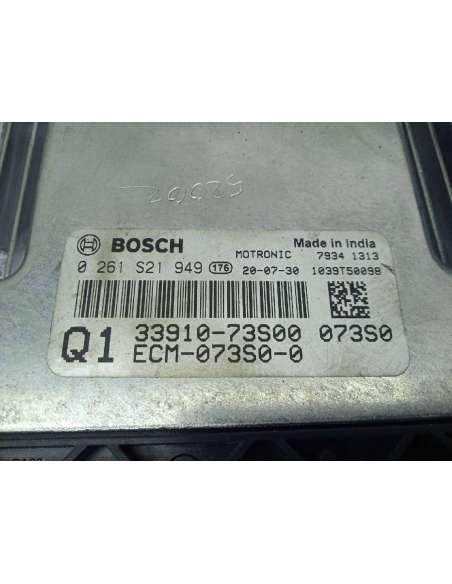 BOSCH
MOTRONIC
Made in India
7934 1313
0 261 S21 949 176 20-07-30 1039T50098
Q1 33910-73S00 073S0
ECM-073S0-0